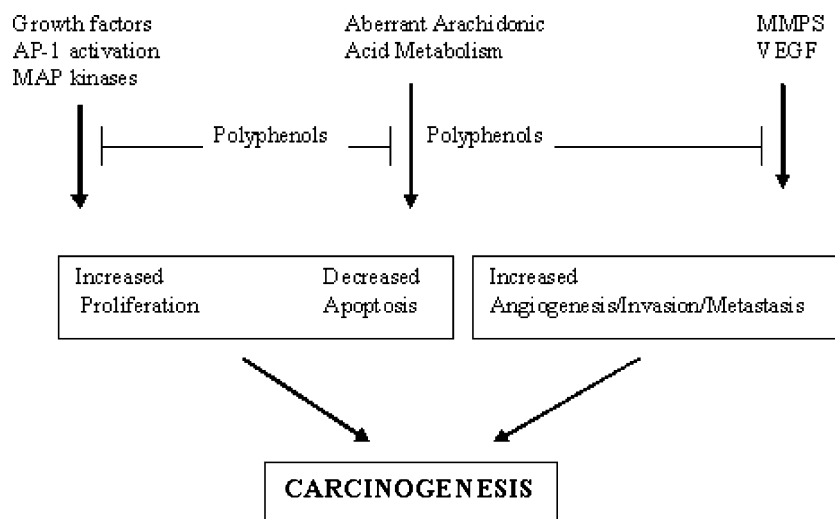 Growth factors
AP-1 activation
MAP kinases
Aberrant Arachidonic
Acid Metabolism
MMPS
VEGF
Polyphenols
Polyphenols
Increased
Proliferation
Decreased
Apoptosis
Increased
Angiogenesis/Invasion/Metastasis
CARCINOGENESIS